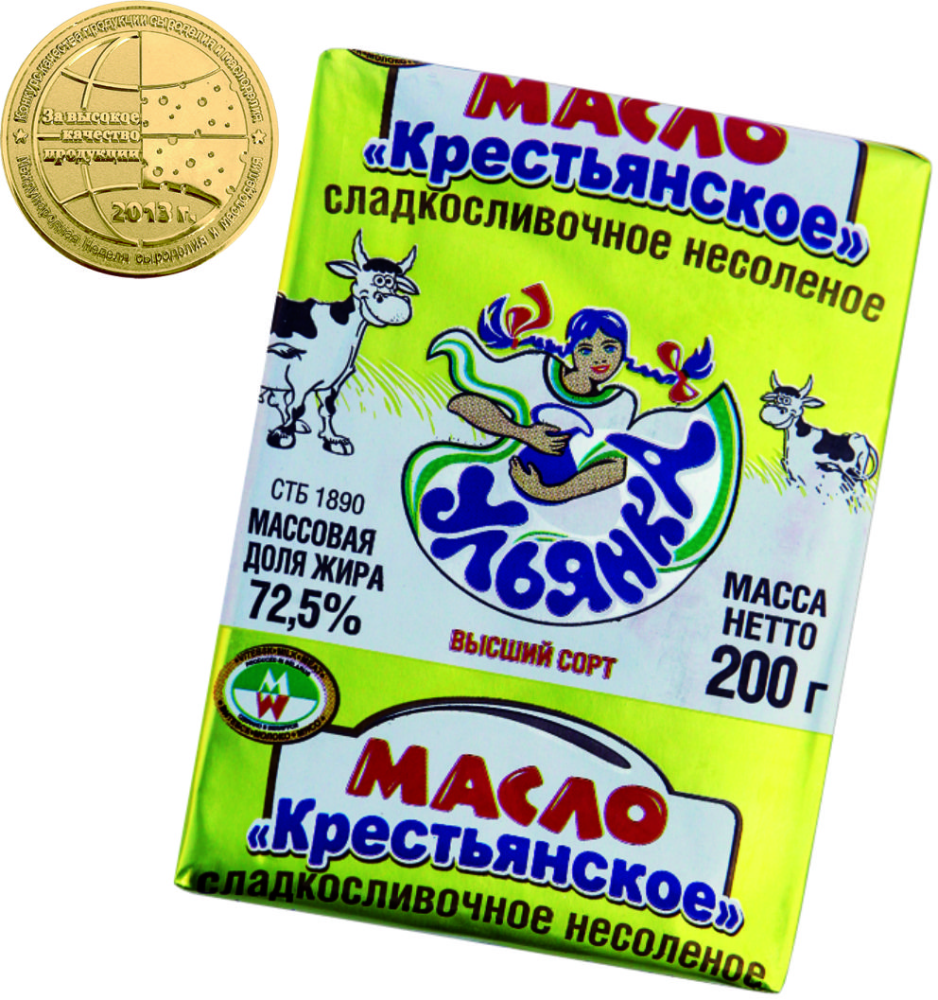 Конкурс качества продукции сыроделия и маслоделия
За высокое
качество
продукции
2013 г.
Международная Неделя сыроделия и маслоделия
МАСЛО
«Крестьянское»
сладкосливочное несоленое
УЛЬЯНКА
СТБ 1890
МАССОВАЯ
ДОЛЯ ЖИРА
72,5%
МАССА
НЕТТО
200 г
ВЫСШИЙ СОРТ
MW
МАСЛО
«Крестьянское»
сладкосливочное несоленое